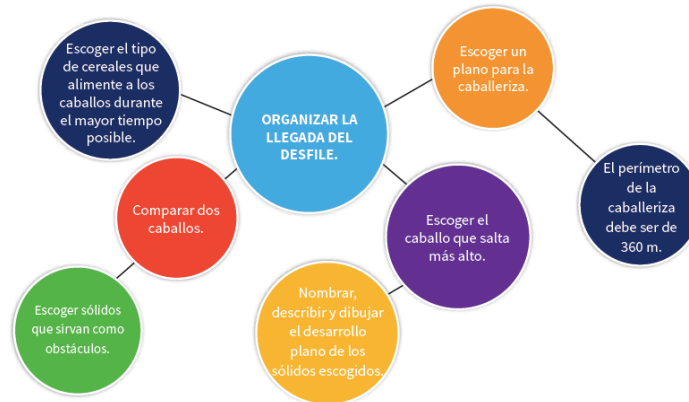 Escoger el tipo
de cereales que
alimente a los
caballos durante
el mayor tiempo
posible.
ORGANIZAR LA
LLEGADA DEL
DESFILE.
Escoger un
plano para la
caballeriza.
El perímetro
de la
caballeriza
debe ser de
360 m.
Comparar dos
caballos.
Escoger el
caballo que salta
más alto.
Escoger sólidos
que sirvan como
obstáculos.
Nombrar,
describir y dibujar
el desarrollo
plano de los
sólidos escogidos.